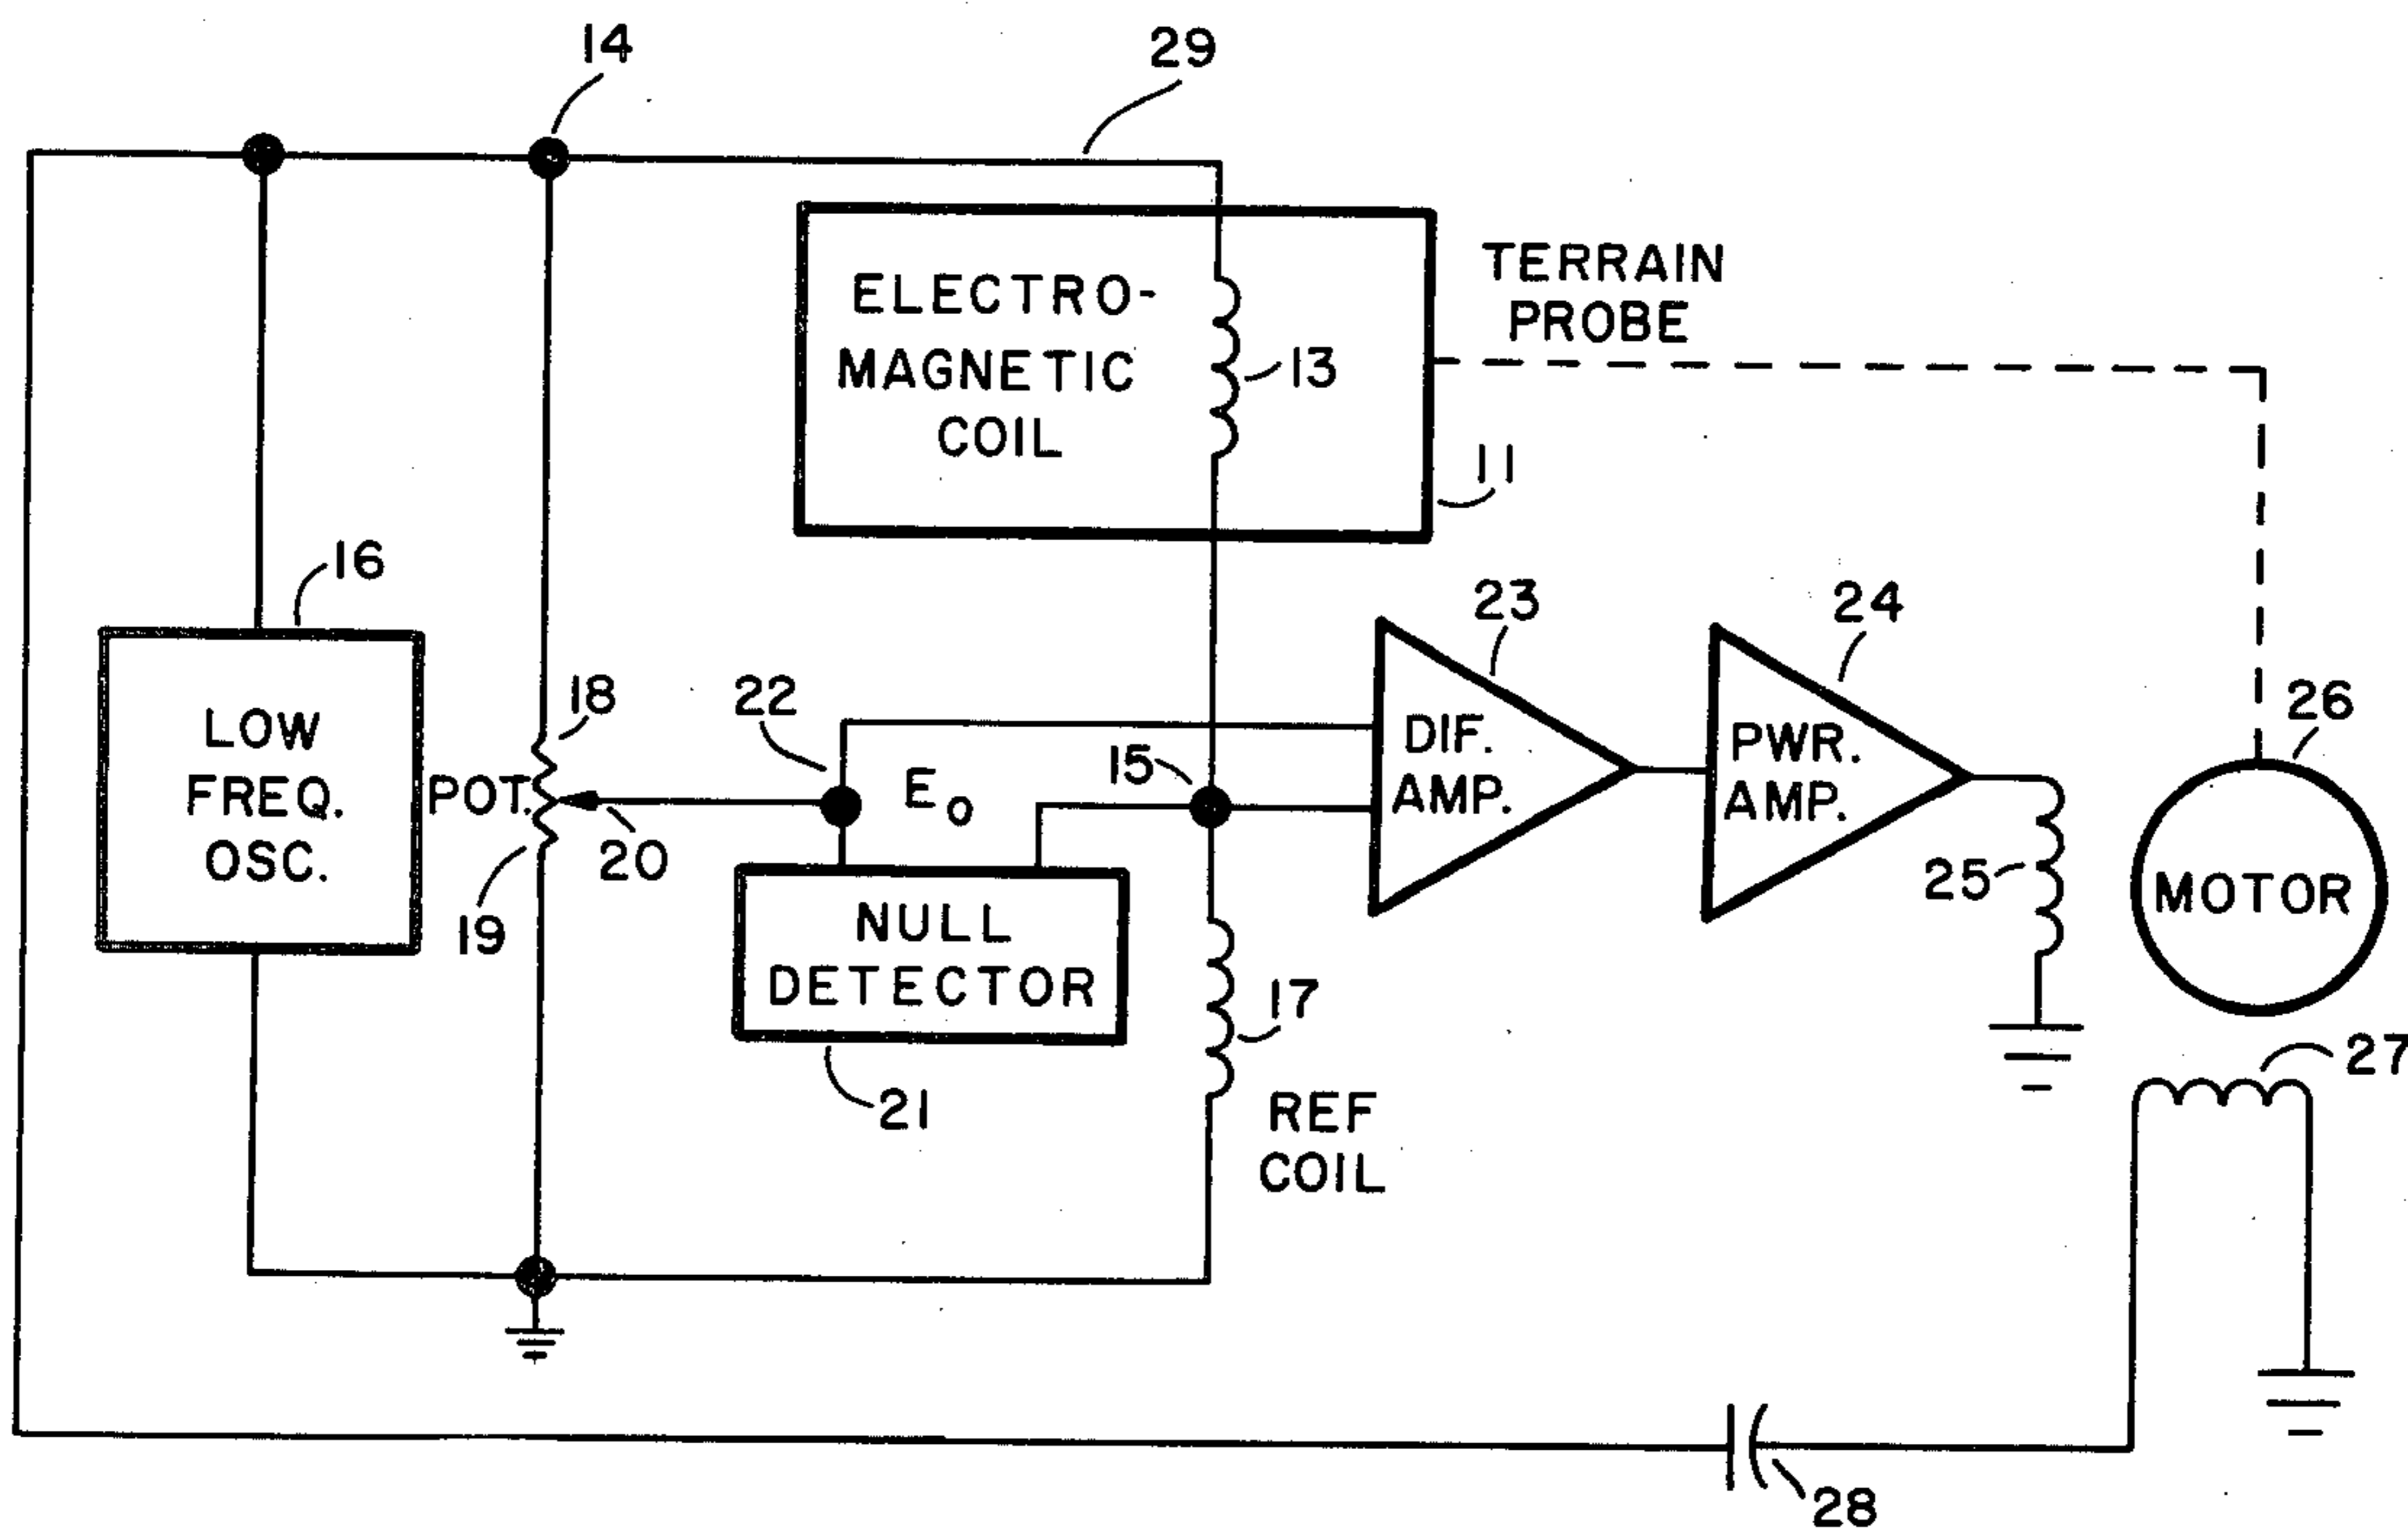 14
29
ELECTRO-
MAGNETIC
COIL
13
TERRAIN
PROBE
11
16
LOW
FREQ.
OSC.
18
POT.
19
20
22
E₀
15
23
DIF.
AMP.
24
PWR.
AMP.
25
26
MOTOR
27
NULL
DETECTOR
21
17
REF
COIL
28